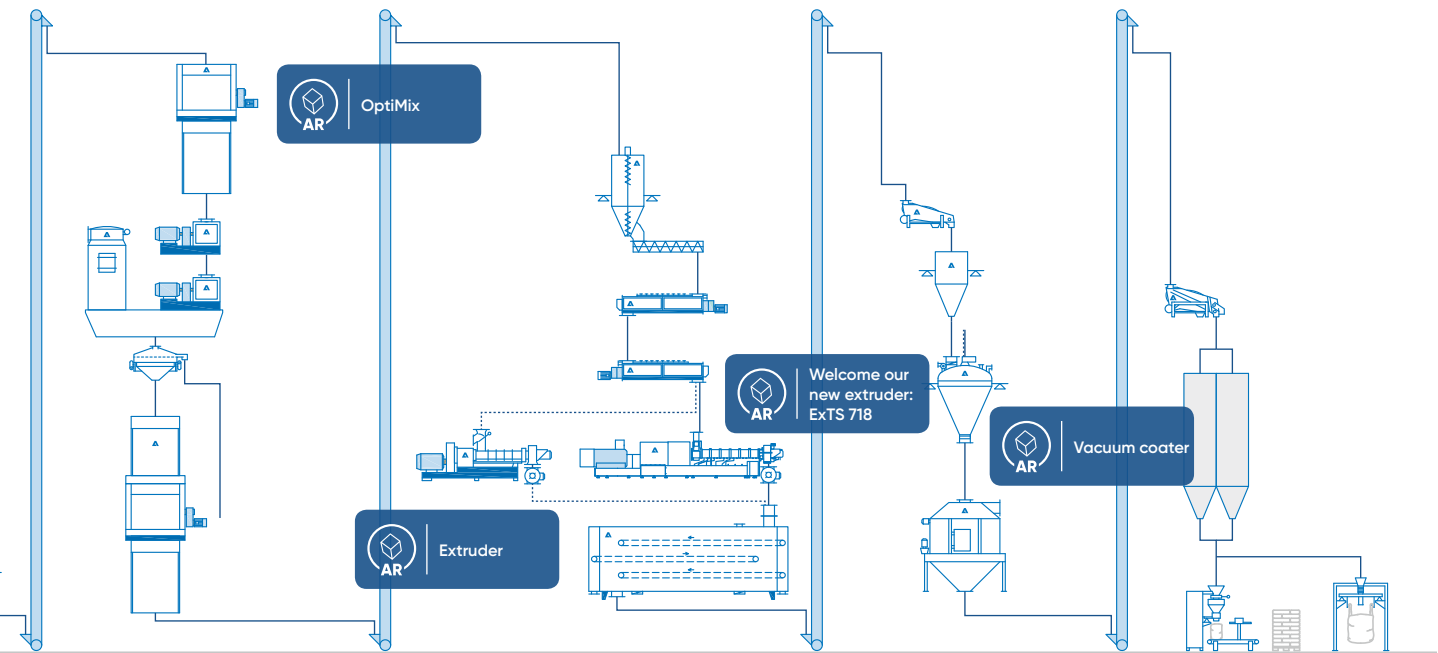 AR
OptiMix
AR
Welcome our
new extruder:
ExTS 718
AR
Vacuum coater
AR
Extruder